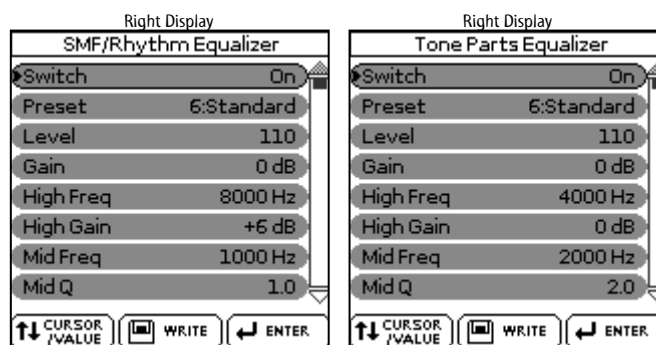 Right Display
SMF/Rhythm Equalizer
Switch On
Preset 6:Standard
Level 110
Gain 0 dB
High Freq 8000 Hz
High Gain +6 dB
Mid Freq 1000 Hz
Mid Q 1.0
CURSOR
/VALUE
WRITE
ENTER
Right Display
Tone Parts Equalizer
Switch On
Preset 6:Standard
Level 110
Gain 0 dB
High Freq 4000 Hz
High Gain 0 dB
Mid Freq 2000 Hz
Mid Q 2.0
CURSOR
/VALUE
WRITE
ENTER